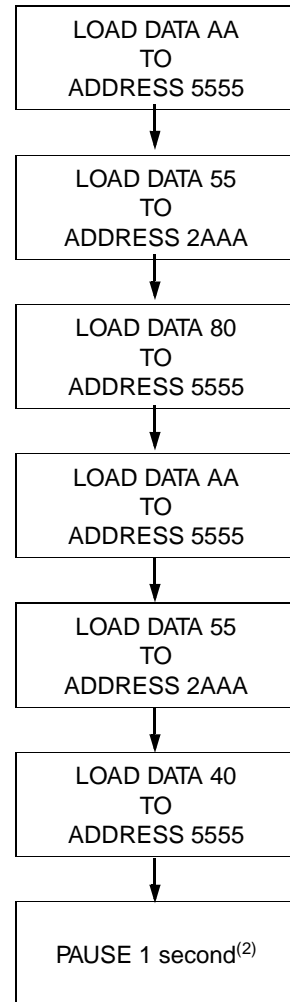 LOAD DATA AA
TO
ADDRESS 5555
LOAD DATA 55
TO
ADDRESS 2AAA
LOAD DATA 80
TO
ADDRESS 5555
LOAD DATA AA
TO
ADDRESS 5555
LOAD DATA 55
TO
ADDRESS 2AAA
LOAD DATA 40
TO
ADDRESS 5555
PAUSE 1 second(2)